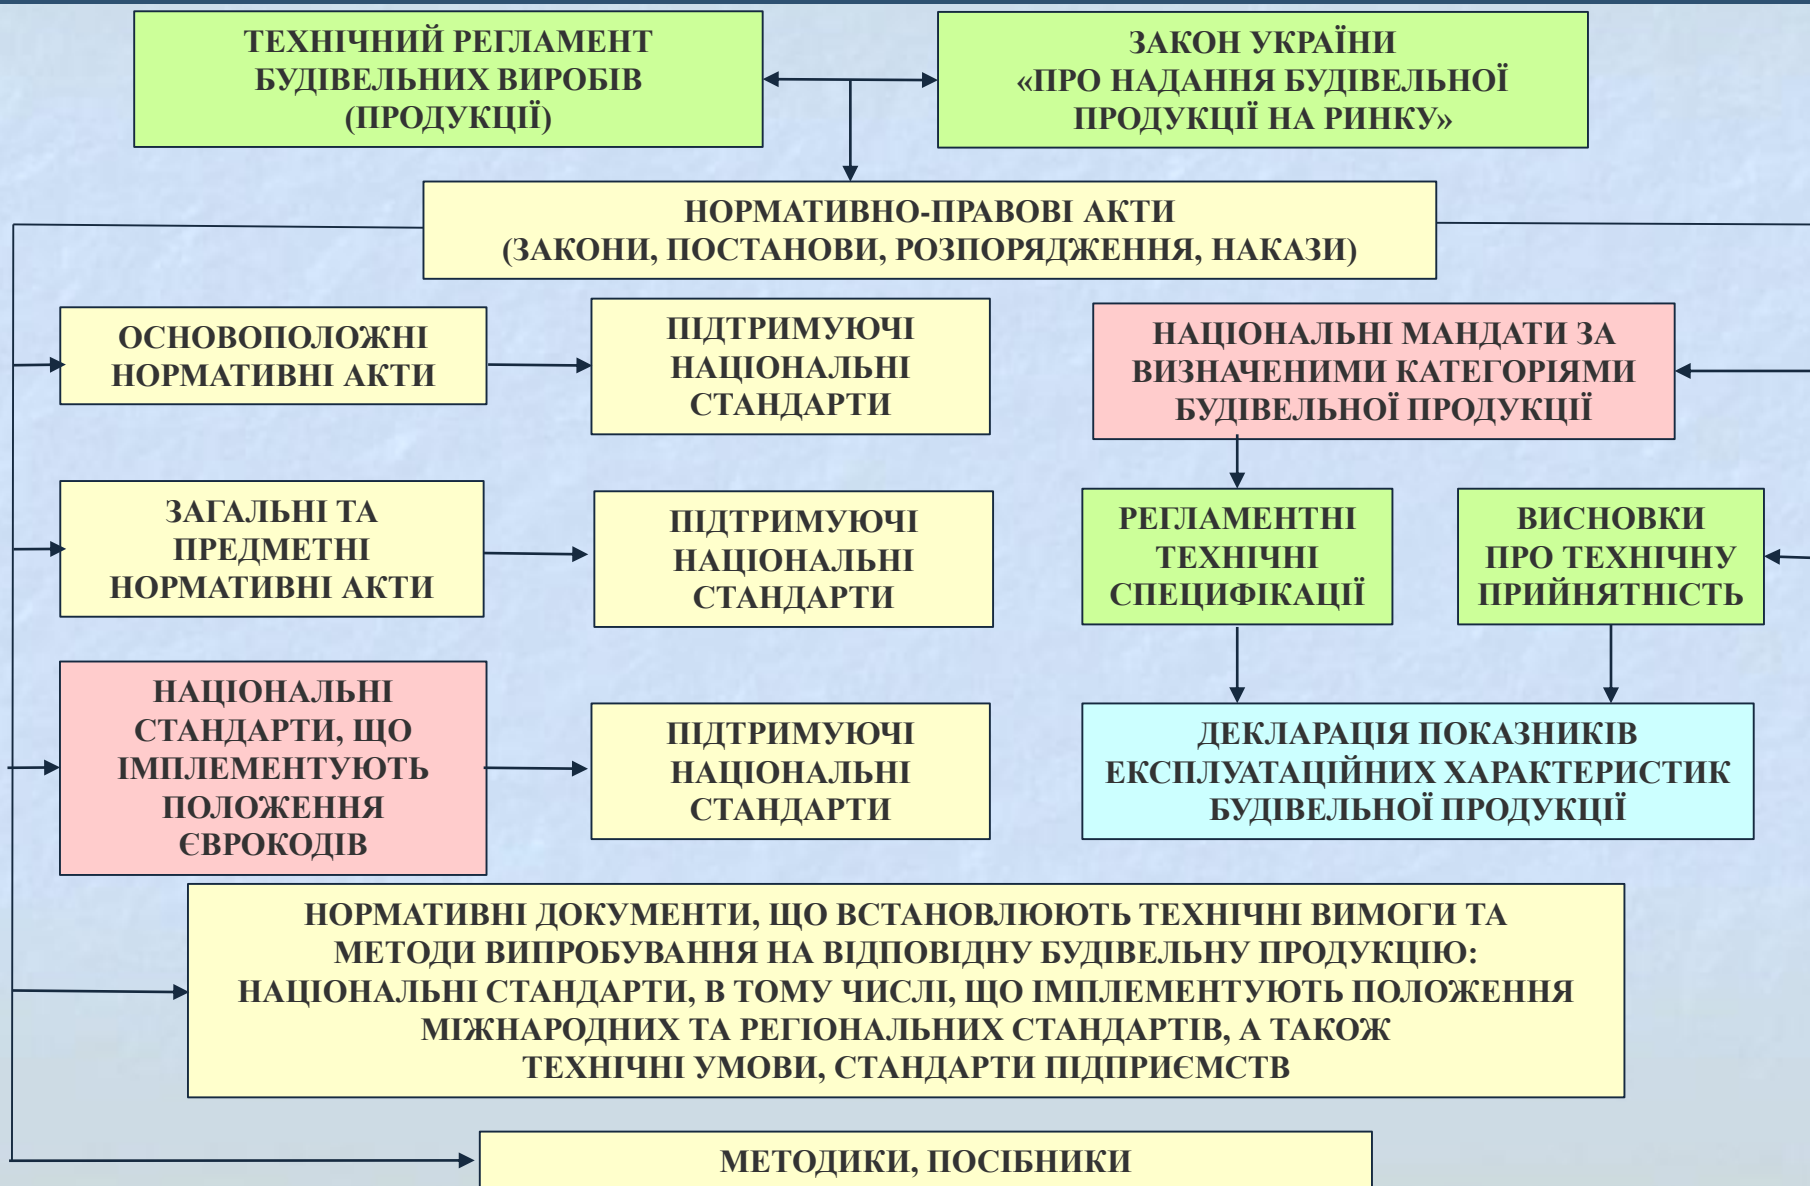 ТЕХНІЧНИЙ РЕГЛАМЕНТ
БУДІВЕЛЬНИХ ВИРОБІВ
(ПРОДУКЦІЇ)
ЗАКОН УКРАЇНИ
«ПРО НАДАННЯ БУДІВЕЛЬНОЇ
ПРОДУКЦІЇ НА РИНКУ»
НОРМАТИВНО-ПРАВОВІ АКТИ
(ЗАКОНИ, ПОСТАНОВИ, РОЗПОРЯДЖЕННЯ, НАКАЗИ)
ОСНОВОПОЛОЖНІ
НОРМАТИВНІ АКТИ
ПІДТРИМУЮЧІ
НАЦІОНАЛЬНІ
СТАНДАРТИ
НАЦІОНАЛЬНІ МАНДАТИ ЗА
ВИЗНАЧЕНИМИ КАТЕГОРІЯМИ
БУДІВЕЛЬНОЇ ПРОДУКЦІЇ
ЗАГАЛЬНІ ТА
ПРЕДМЕТНІ
НОРМАТИВНІ АКТИ
ПІДТРИМУЮЧІ
НАЦІОНАЛЬНІ
СТАНДАРТИ
РЕГЛАМЕНТНІ
ТЕХНІЧНІ
СПЕЦИФІКАЦІЇ
ВИСНОВКИ
ПРО ТЕХНІЧНУ
ПРИЙНЯТНІСТЬ
НАЦІОНАЛЬНІ
СТАНДАРТИ, ЩО
ІМПЛЕМЕНТУЮТЬ
ПОЛОЖЕННЯ
ЄВРОКОДІВ
ПІДТРИМУЮЧІ
НАЦІОНАЛЬНІ
СТАНДАРТИ
ДЕКЛАРАЦІЯ ПОКАЗНИКІВ
ЕКСПЛУАТАЦІЙНИХ ХАРАКТЕРИСТИК
БУДІВЕЛЬНОЇ ПРОДУКЦІЇ
НОРМАТИВНІ ДОКУМЕНТИ, ЩО ВСТАНОВЛЮЮТЬ ТЕХНІЧНІ ВИМОГИ ТА
МЕТОДИ ВИПРОБУВАННЯ НА ВІДПОВІДНУ БУДІВЕЛЬНУ ПРОДУКЦІЮ:
НАЦІОНАЛЬНІ СТАНДАРТИ, В ТОМУ ЧИСЛІ, ЩО ІМПЛЕМЕНТУЮТЬ ПОЛОЖЕННЯ
МІЖНАРОДНИХ ТА РЕГІОНАЛЬНИХ СТАНДАРТІВ, А ТАКОЖ
ТЕХНІЧНІ УМОВИ, СТАНДАРТИ ПІДПРИЄМСТВ
МЕТОДИКИ, ПОСІБНИКИ